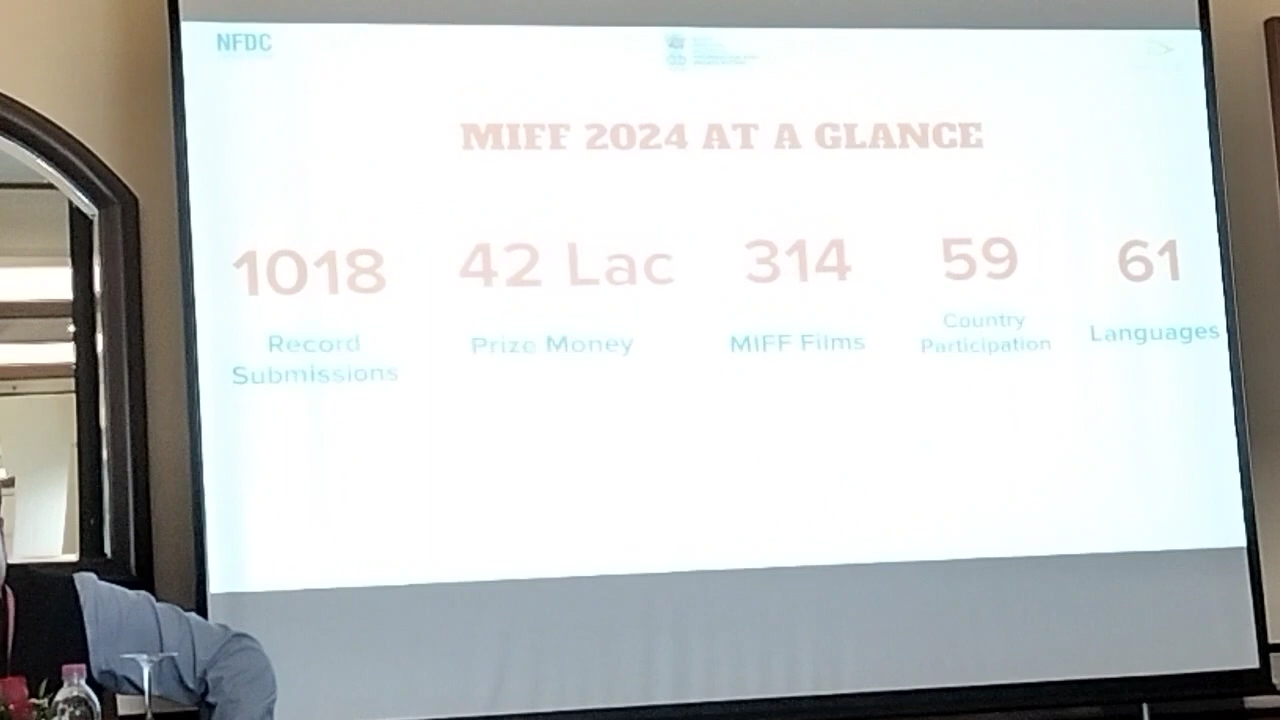 NFDC
MIFF 2024 AT A GLANCE
1018
Record
Submissions
42 Lac
Prize Money
314
MIFF Films
59
Country
Participation
61
Languages